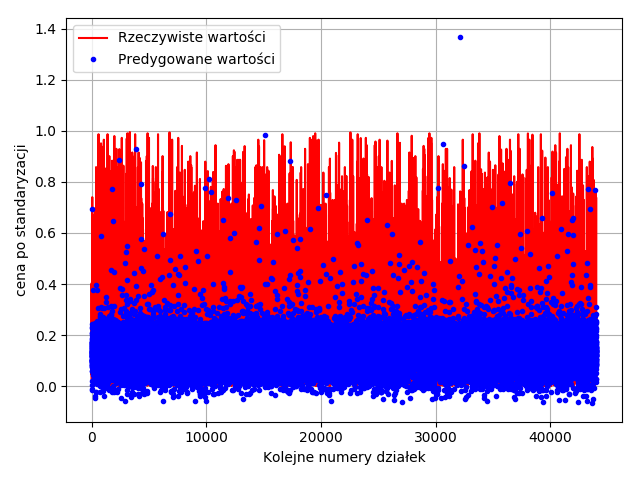 Rzeczywiste wartości
Predygowane wartości
1.4
1.2
1.0
0.8
0.6
0.4
0.2
0.0
cena po standaryzacji
0 10000 20000 30000 40000
Kolejne numery działek